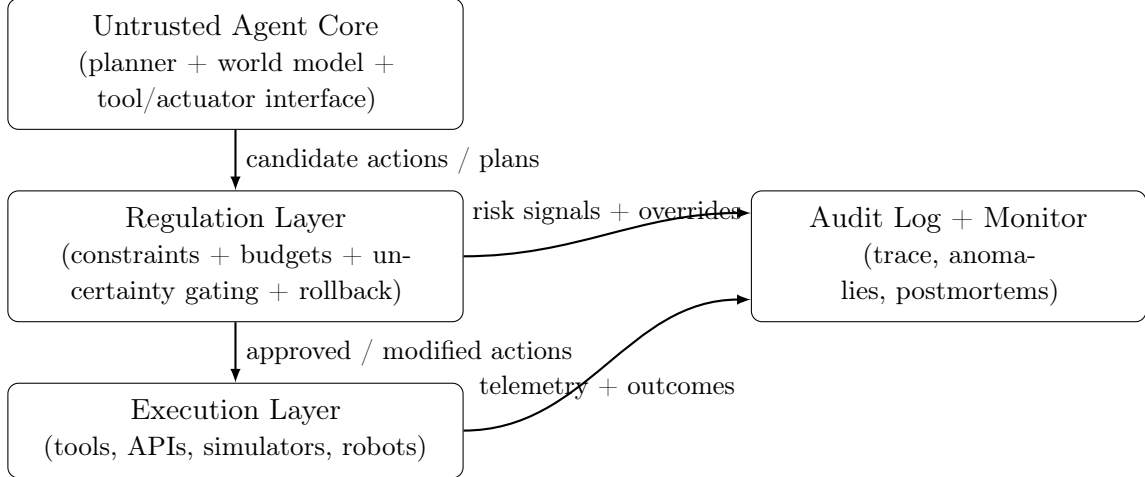 Untrusted Agent Core
(planner + world model +
tool/actuator interface)
candidate actions / plans
Regulation Layer
(constraints + budgets + un-
certainty gating + rollback)
risk signals + overrides
Audit Log + Monitor
(trace, anoma-
lies, postmortems)
approved / modified actions
telemetry + outcomes
Execution Layer
(tools, APIs, simulators, robots)